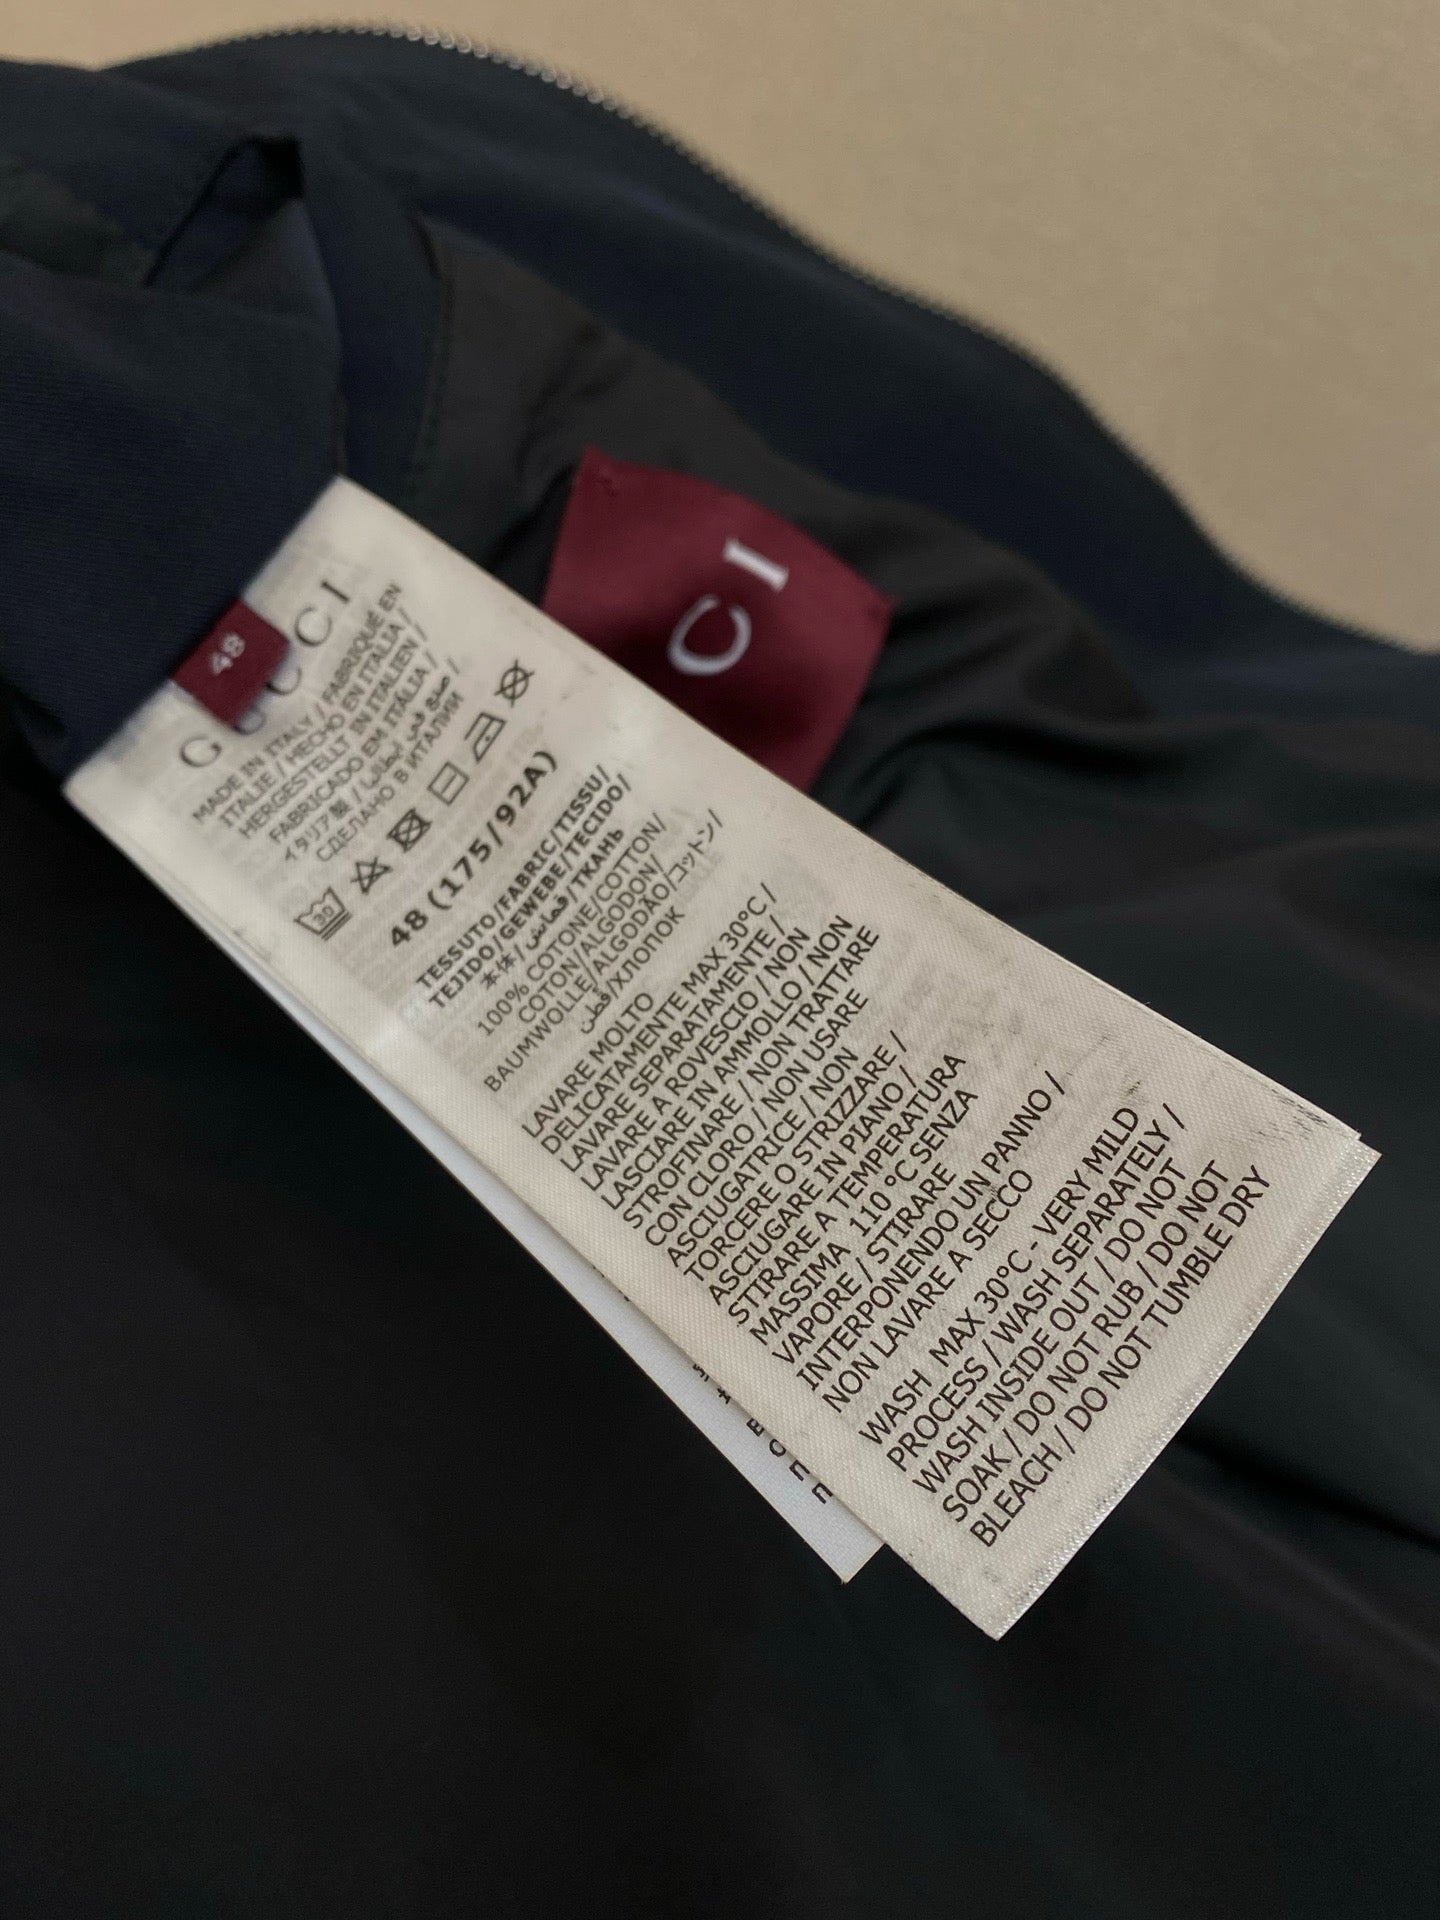 CI
48
GUCCI
MADE IN ITALY / FABRIQUÉ EN
ITALIE / HECHO EN ITALIA /
HERGESTELLT IN ITALIEN /
FABRICADO EM ITÁLIA /
イタリア製 / صنع في ايطاليا /
СДЕЛАНО В ИТАЛИИ
30
48 (175/92A)
TESSUTO/FABRIC/TISSU/
TEJIDO/GEWEBE/TECIDO/
本体/قماش/ТКАНЬ
100% COTONE/COTTON/
COTON/ALGODON/
BAUMWOLLE/ALGODÃO/コットン/
قطن/ХЛОПОК
LAVARE MOLTO
DELICATAMENTE MAX 30°C /
LAVARE SEPARATAMENTE /
LAVARE A ROVESCIO / NON
LASCIARE IN AMMOLLO / NON
STROFINARE / NON TRATTARE
CON CLORO / NON USARE
ASCIUGATRICE / NON
TORCERE O STRIZZARE /
ASCIUGARE IN PIANO /
STIRARE A TEMPERATURA
MASSIMA 110 °C SENZA
VAPORE / STIRARE
INTERPONENDO UN PANNO /
NON LAVARE A SECCO
WASH MAX 30°C - VERY MILD
PROCESS / WASH SEPARATELY /
WASH INSIDE OUT / DO NOT
SOAK / DO NOT RUB / DO NOT
BLEACH / DO NOT TUMBLE DRY